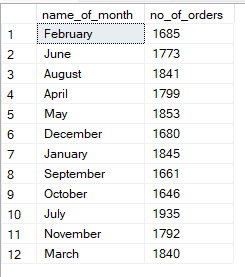 name_of_month no_of_orders
1 February 1685
2 June 1773
3 August 1841
4 April 1799
5 May 1853
6 December 1680
7 January 1845
8 September 1661
9 October 1646
10 July 1935
11 November 1792
12 March 1840